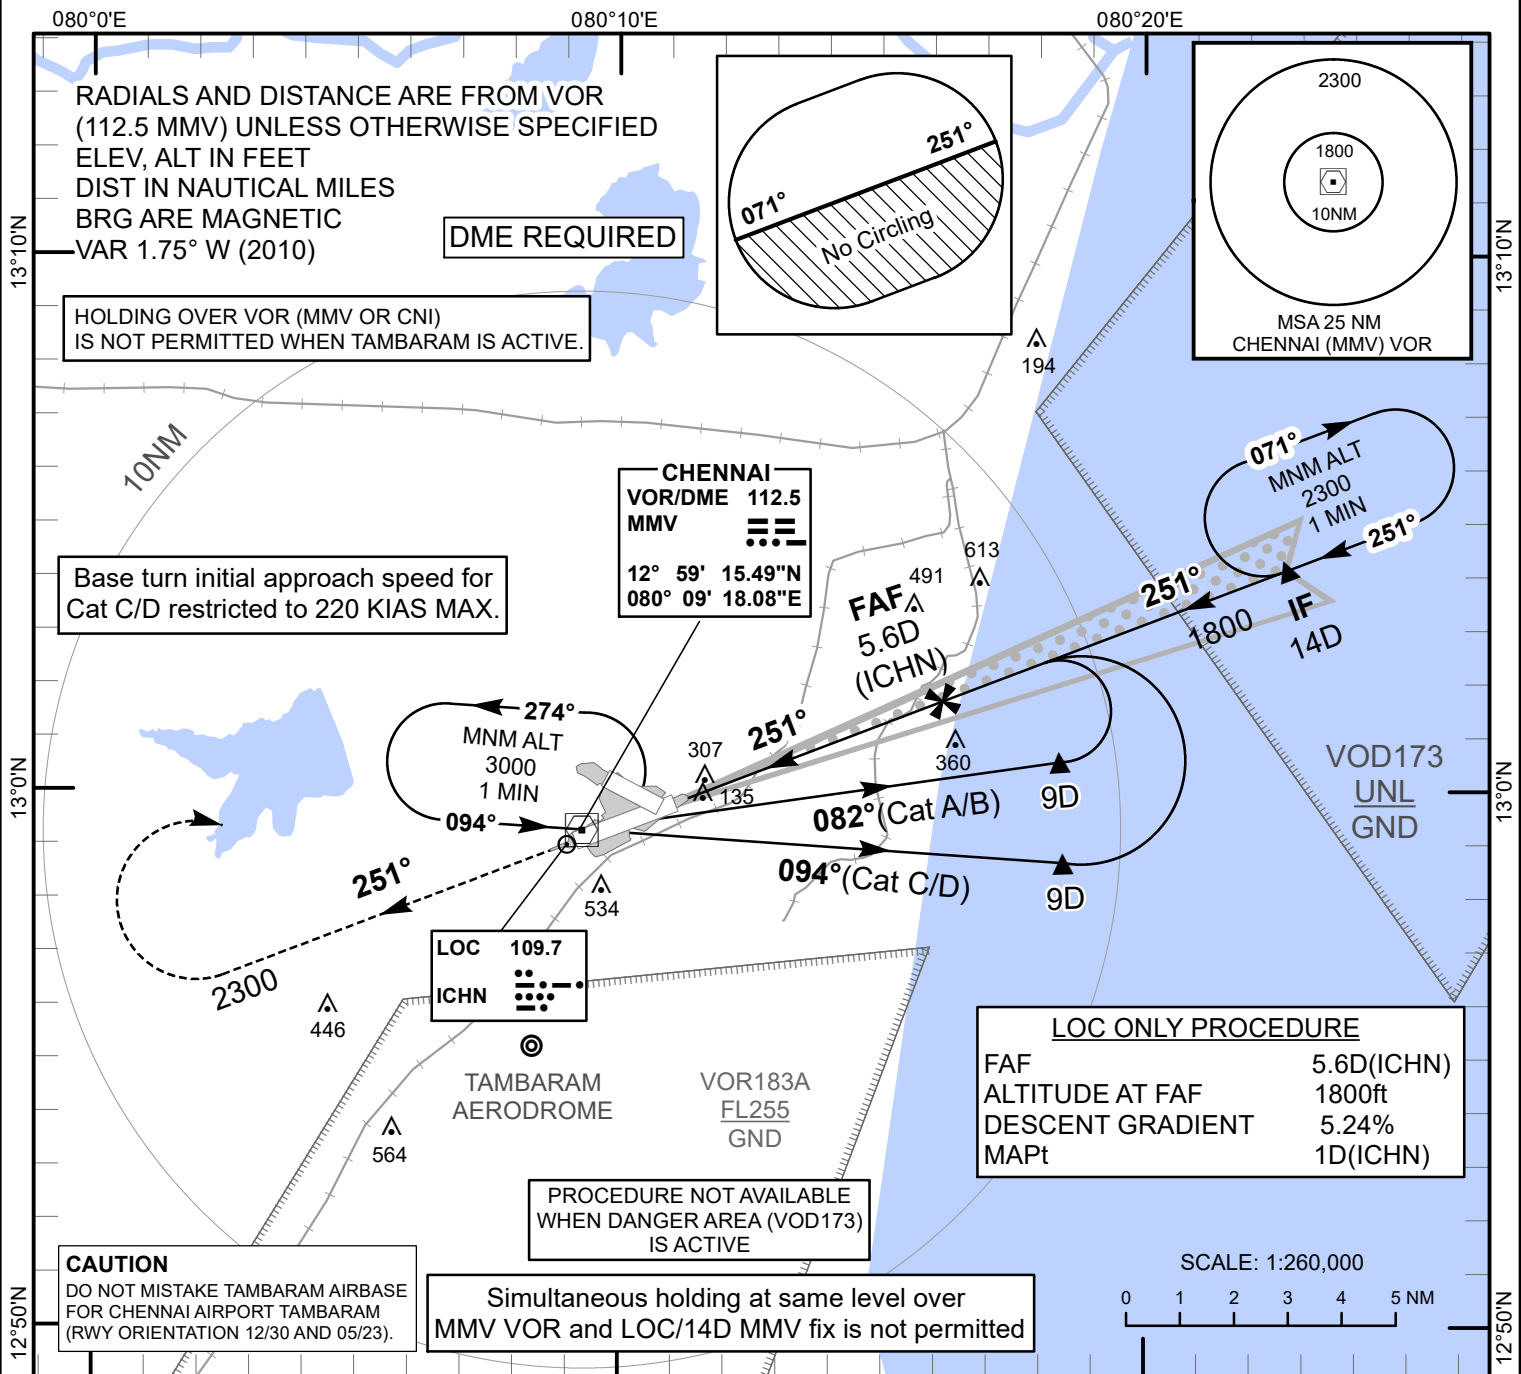 080°0'E
080°10'E
080°20'E
RADIALS AND DISTANCE ARE FROM VOR
(112.5 MMV) UNLESS OTHERWISE SPECIFIED
ELEV, ALT IN FEET
DIST IN NAUTICAL MILES
BRG ARE MAGNETIC
VAR 1.75° W (2010)
DME REQUIRED
HOLDING OVER VOR (MMV OR CNI)
IS NOT PERMITTED WHEN TAMBARAM IS ACTIVE.
251°
071°
No Circling
2300
1800
10NM
MSA 25 NM
CHENNAI (MMV) VOR
13°10'N
13°10'N
194
10NM
071°
MNM ALT
2300
1 MIN
251°
CHENNAI
VOR/DME 112.5
MMV
12° 59' 15.49"N
080° 09' 18.08"E
Base turn initial approach speed for
Cat C/D restricted to 220 KIAS MAX.
613
491
FAF
5.6D
(ICHN)
251°
1800
IF
14D
274°
MNM ALT
3000
1 MIN
094°
307
135
251°
360
082°(Cat A/B)
9D
094°(Cat C/D)
9D
VOD173
UNL
GND
13°0'N
13°0'N
251°
2300
534
446
LOC 109.7
ICHN
TAMBARAM
AERODROME
564
VOR183A
FL255
GND
LOC ONLY PROCEDURE
FAF 5.6D(ICHN)
ALTITUDE AT FAF 1800ft
DESCENT GRADIENT 5.24%
MAPt 1D(ICHN)
PROCEDURE NOT AVAILABLE
WHEN DANGER AREA (VOD173)
IS ACTIVE
CAUTION
DO NOT MISTAKE TAMBARAM AIRBASE
FOR CHENNAI AIRPORT TAMBARAM
(RWY ORIENTATION 12/30 AND 05/23).
Simultaneous holding at same level over
MMV VOR and LOC/14D MMV fix is not permitted
SCALE: 1:260,000
0 1 2 3 4 5 NM
12°50'N
12°50'N